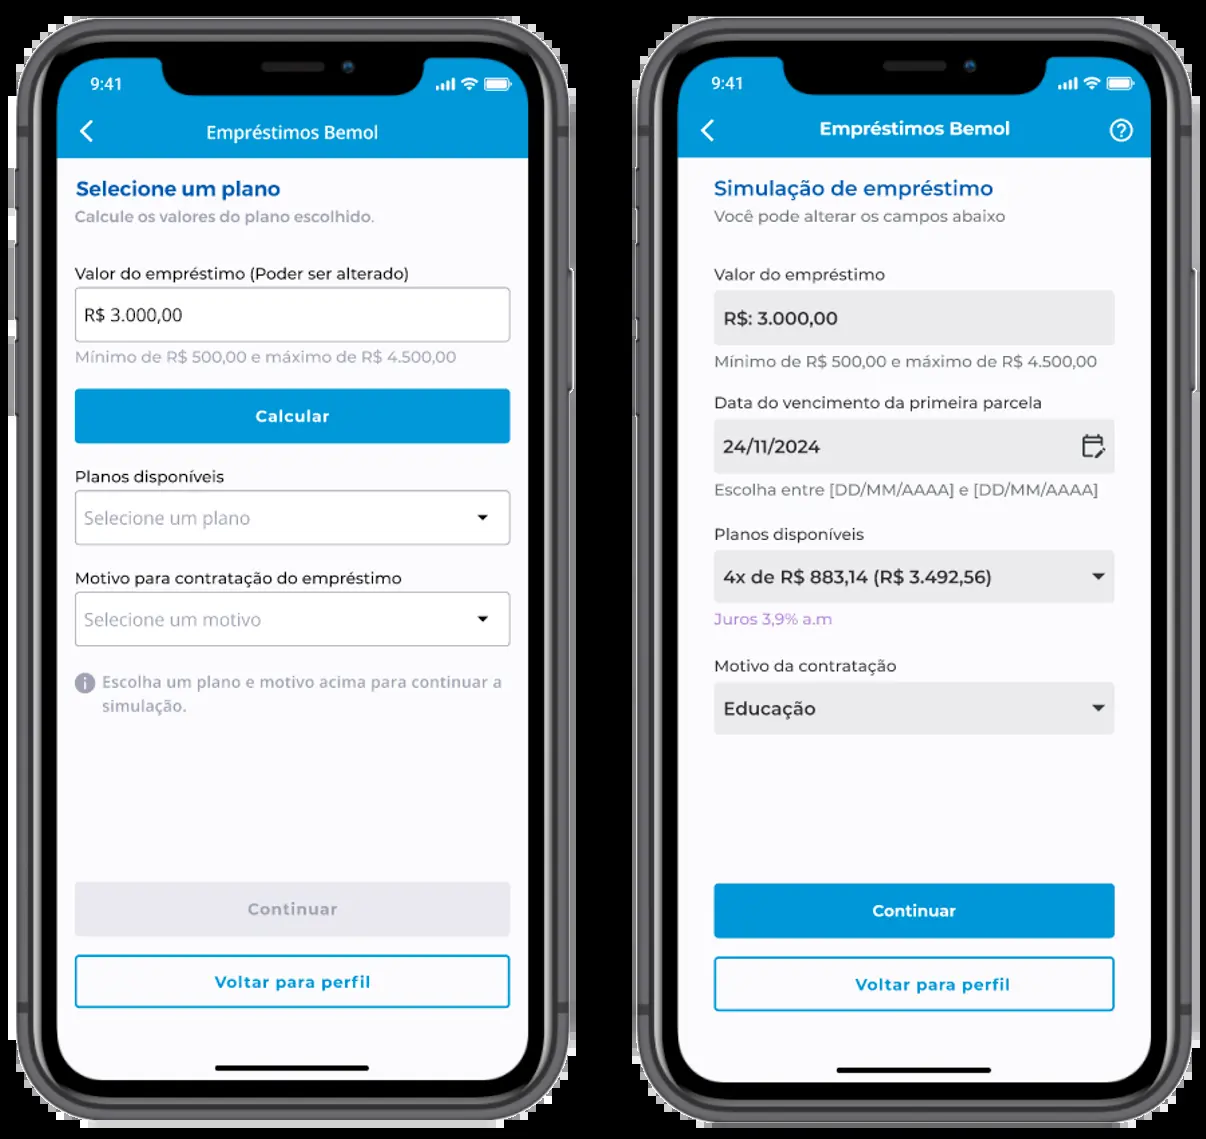 9:41
Empréstimos Bemol
Selecione um plano
Calcule os valores do plano escolhido.
Valor do empréstimo (Poder ser alterado)
R$ 3.000,00
Mínimo de R$ 500,00 e máximo de R$ 4.500,00
Calcular
Planos disponíveis
Selecione um plano
Motivo para contratação do empréstimo
Selecione um motivo
Escolha um plano e motivo acima para continuar a
simulação.
Continuar
Voltar para perfil
9:41
Empréstimos Bemol
Simulação de empréstimo
Você pode alterar os campos abaixo
Valor do empréstimo
R$: 3.000,00
Mínimo de R$ 500,00 e máximo de R$ 4.500,00
Data do vencimento da primeira parcela
24/11/2024
Escolha entre [DD/MM/AAAA] e [DD/MM/AAAA]
Planos disponíveis
4x de R$ 883,14 (R$ 3.492,56)
Juros 3,9% a.m
Motivo da contratação
Educação
Continuar
Voltar para perfil